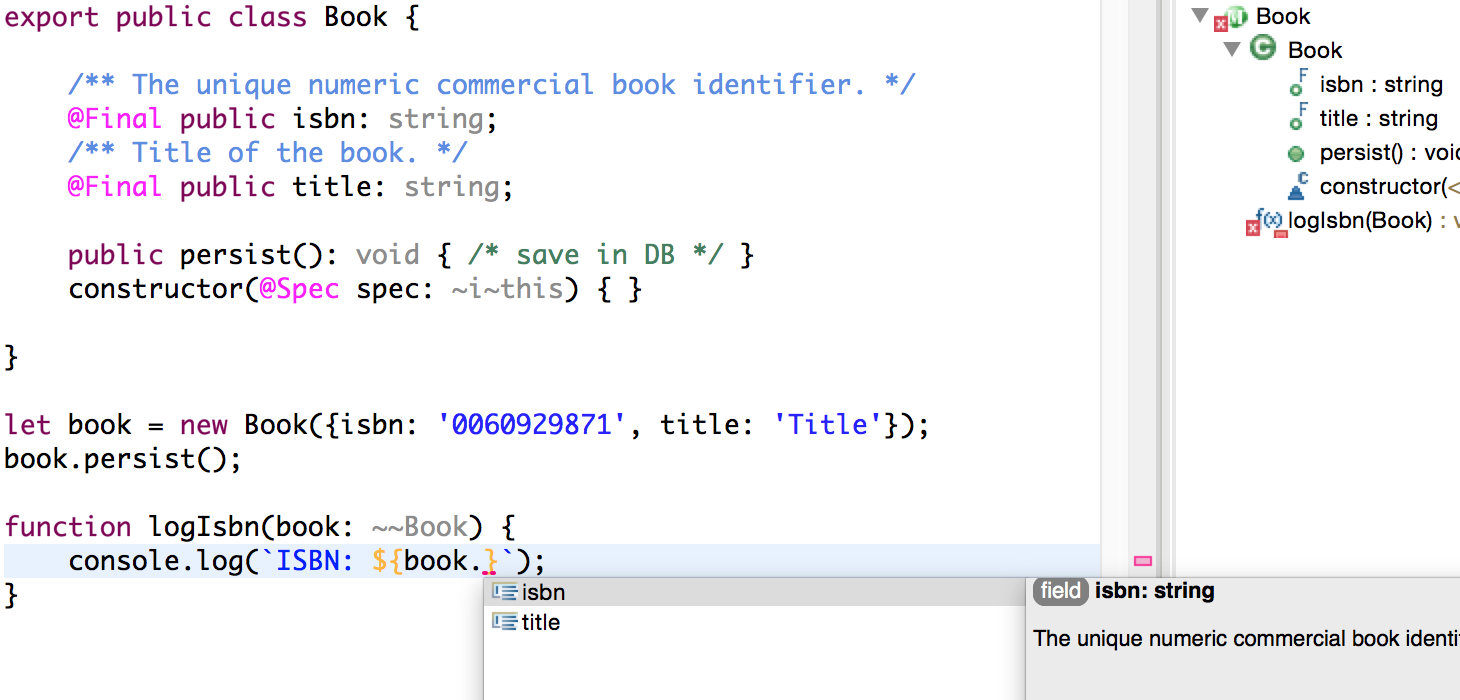 export public class Book {
/** The unique numeric commercial book identifier. */
@Final public isbn: string;
/** Title of the book. */
@Final public title: string;
public persist(): void { /* save in DB */ }
constructor(@Spec spec: ~i~this) { }
}
let book = new Book({isbn: '0060929871', title: 'Title'});
book.persist();
function logIsbn(book: ~~Book) {
console.log(`ISBN: ${book.}`);
}
isbn
title
field isbn: string
The unique numeric commercial book identi
Book
Book
isbn : string
title : string
persist() : void
constructor(<
logIsbn(Book) : v